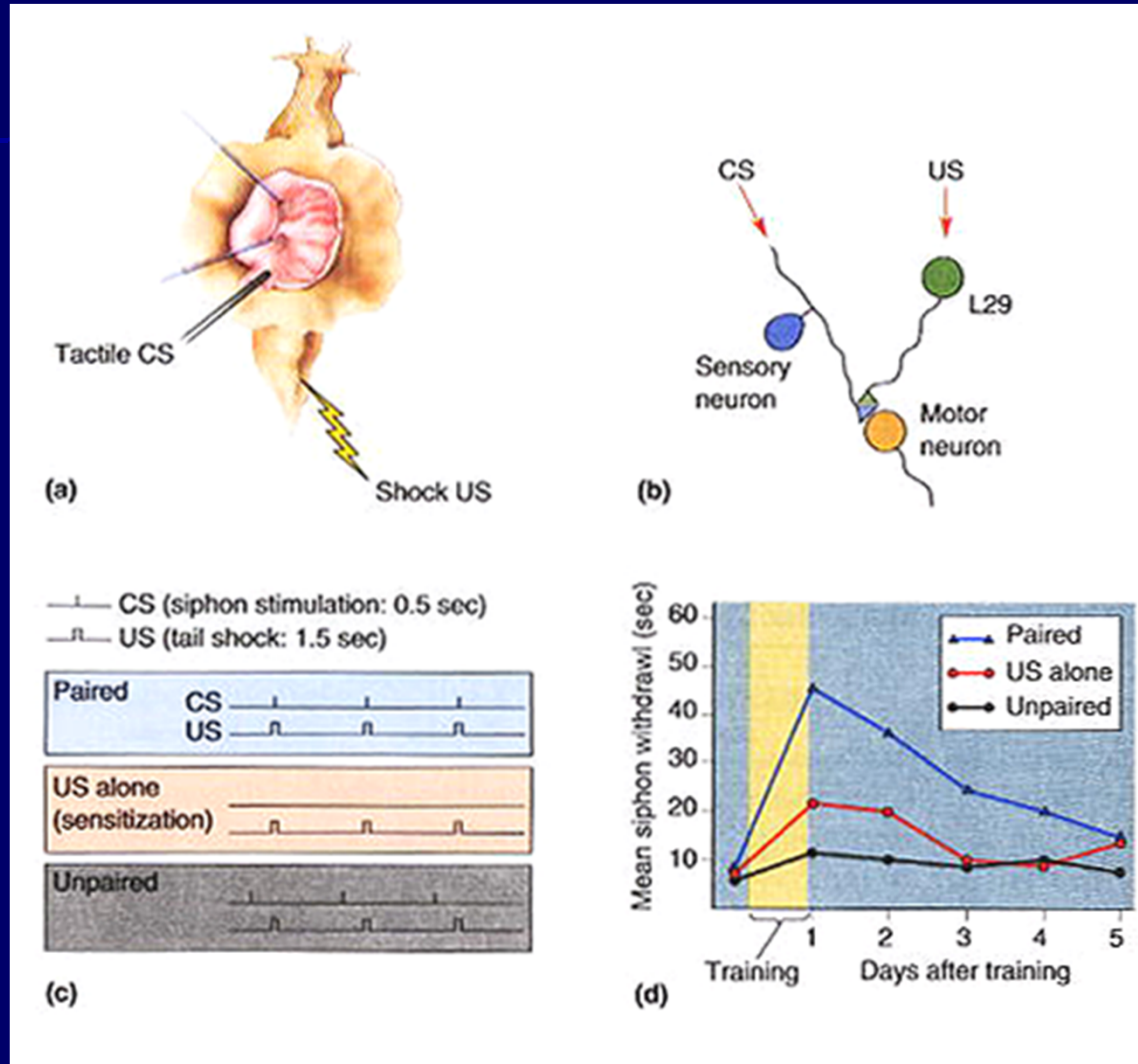 Tactile CS
Shock US
(a)
CS
US
L29
Sensory
neuron
Motor
neuron
(b)
CS (siphon stimulation: 0.5 sec)
US (tail shock: 1.5 sec)
Paired
CS
US
US alone
(sensitization)
Unpaired
(c)
Mean siphon withdrawl (sec)
60
50
40
30
20
10
Paired
US alone
Unpaired
1 2 3 4 5
Training
Days after training
(d)